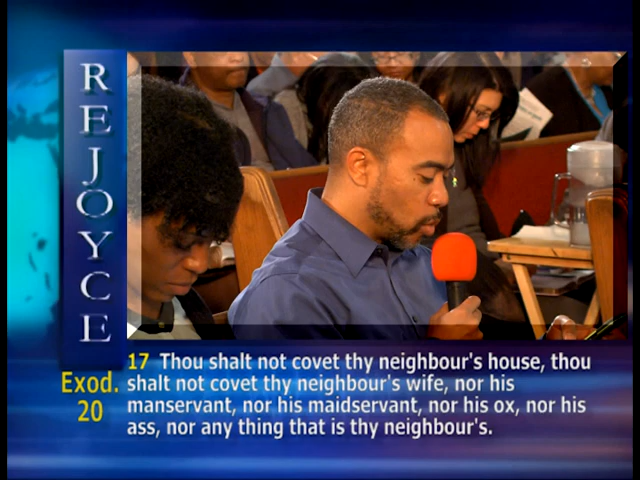 REJOYCE
Exod.
20
17 Thou shalt not covet thy neighbour's house, thou
shalt not covet thy neighbour's wife, nor his
manservant, nor his maidservant, nor his ox, nor his
ass, nor any thing that is thy neighbour's.